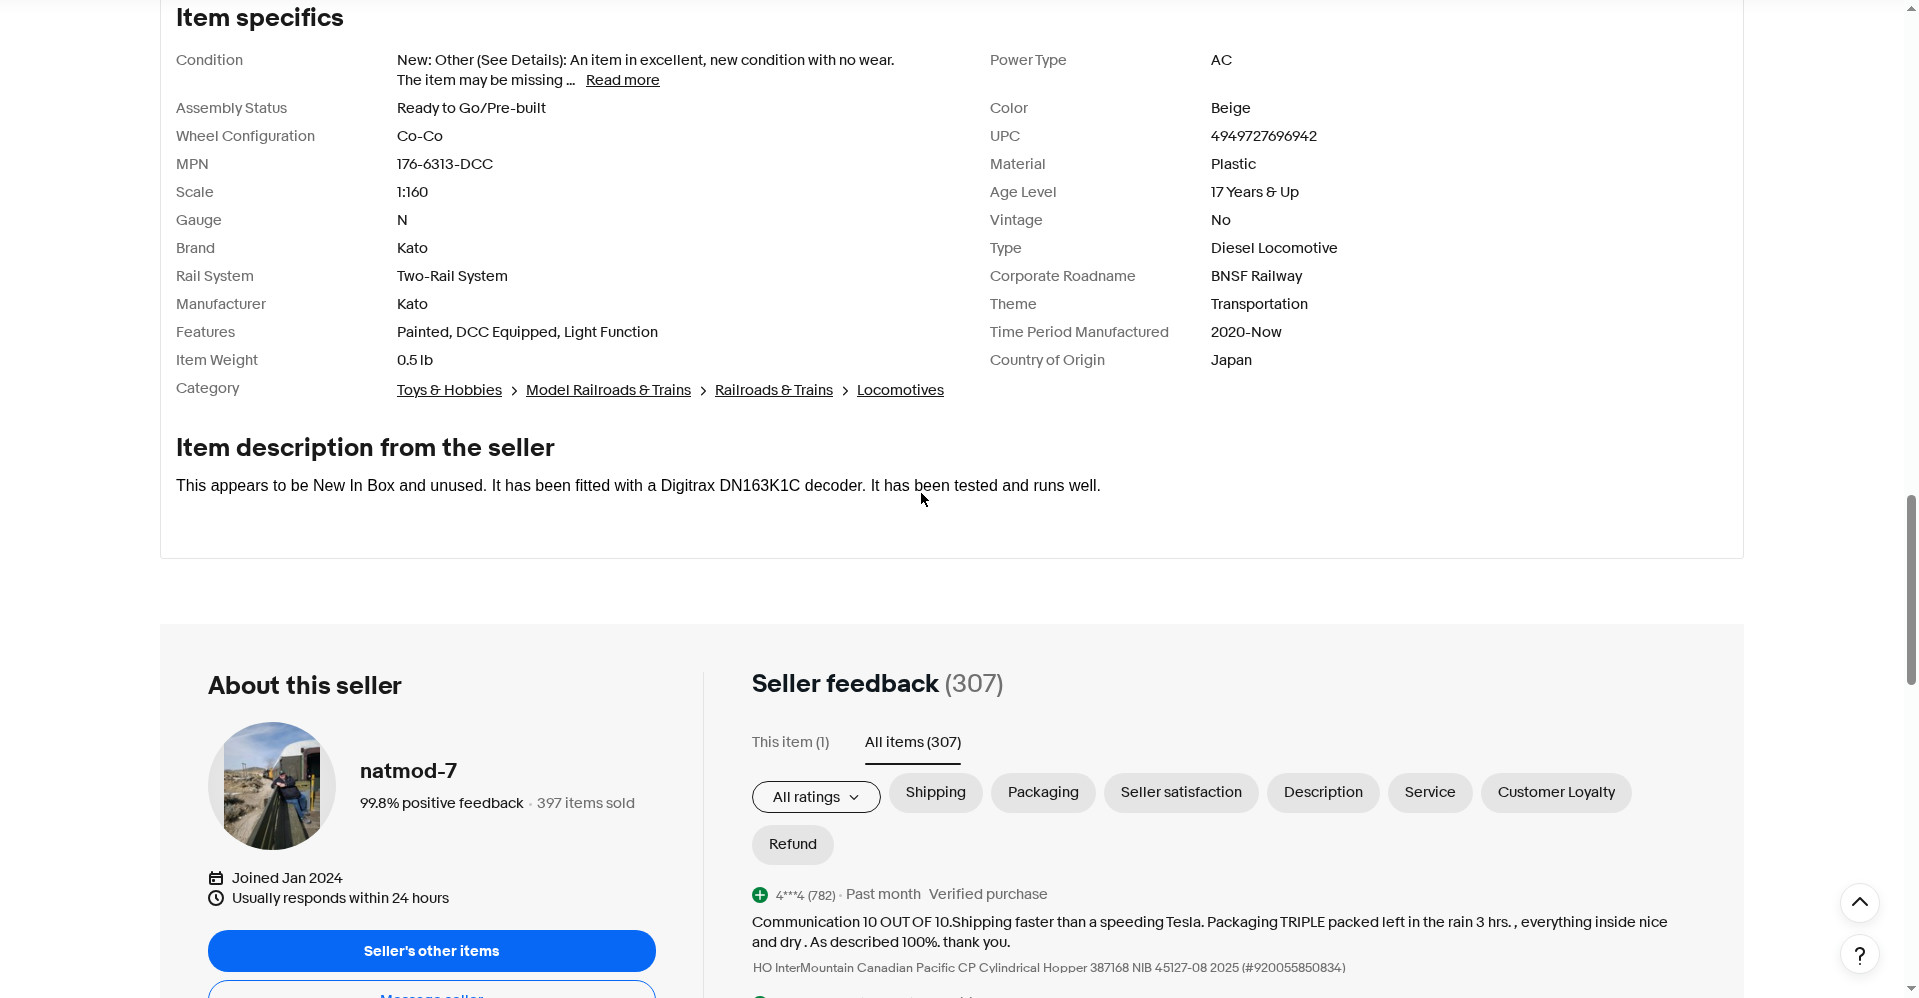 Item specifics
Condition New: Other (See Details): An item in excellent, new condition with no wear. The item may be missing ... Read more
Power Type AC
Assembly Status Ready to Go/Pre-built
Color Beige
Wheel Configuration Co-Co
UPC 4949727696942
MPN 176-6313-DCC
Material Plastic
Scale 1:160
Age Level 17 Years & Up
Gauge N
Vintage No
Brand Kato
Type Diesel Locomotive
Rail System Two-Rail System
Corporate Roadname BNSF Railway
Manufacturer Kato
Theme Transportation
Features Painted, DCC Equipped, Light Function
Time Period Manufactured 2020-Now
Item Weight 0.5 lb
Country of Origin Japan
Category Toys & Hobbies > Model Railroads & Trains > Railroads & Trains > Locomotives
Item description from the seller
This appears to be New In Box and unused. It has been fitted with a Digitrax DN163K1C decoder. It has been tested and runs well.
About this seller
natmod-7
99.8% positive feedback · 397 items sold
Joined Jan 2024
Usually responds within 24 hours
Seller's other items
Message seller
Seller feedback (307)
This item (1) All items (307)
All ratings Shipping Packaging Seller satisfaction Description Service Customer Loyalty
Refund
4***4 (782) · Past month Verified purchase
Communication 10 OUT OF 10.Shipping faster than a speeding Tesla. Packaging TRIPLE packed left in the rain 3 hrs. , everything inside nice
and dry . As described 100%. thank you.
HO InterMountain Canadian Pacific CP Cylindrical Hopper 387168 NIB 45127-08 2025 (#920055850834)